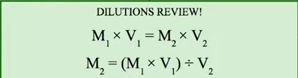 DILUTIONS REVIEW!
M₁ × V₁ = M₂ × V₂
M₂ = (M₁ × V₁) ÷ V₂